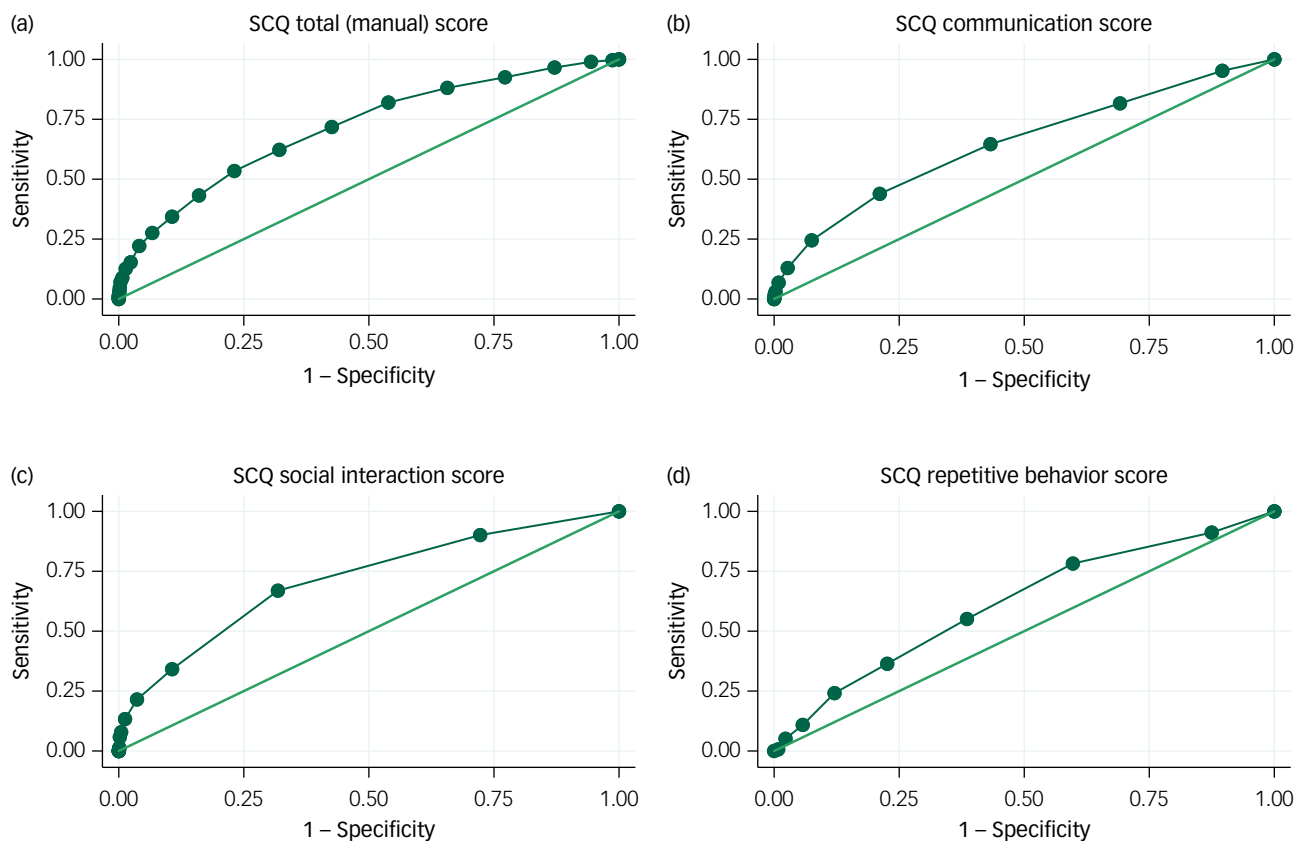 (a)
SCQ total (manual) score
1.00
0.75
0.50
0.25
0.00
Sensitivity
0.00 0.25 0.50 0.75 1.00
1 – Specificity
(b)
SCQ communication score
1.00
0.75
0.50
0.25
0.00
Sensitivity
0.00 0.25 0.50 0.75 1.00
1 – Specificity
(c)
SCQ social interaction score
1.00
0.75
0.50
0.25
0.00
Sensitivity
0.00 0.25 0.50 0.75 1.00
1 – Specificity
(d)
SCQ repetitive behavior score
1.00
0.75
0.50
0.25
0.00
Sensitivity
0.00 0.25 0.50 0.75 1.00
1 – Specificity